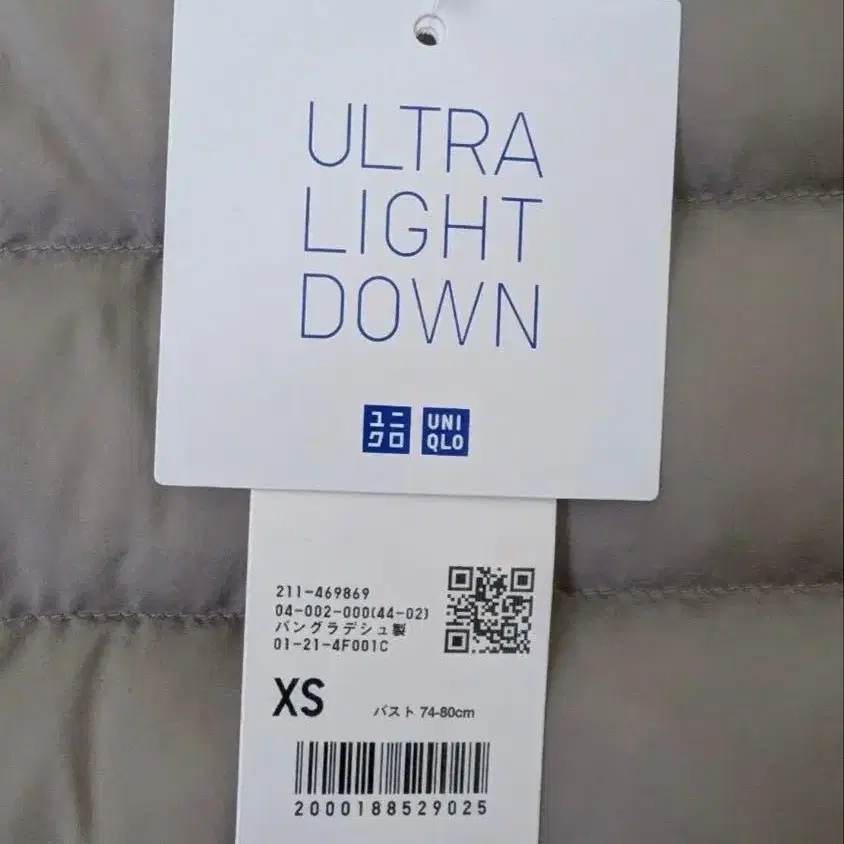 ULTRA
LIGHT
DOWN
ユニ
クロ
UNI
QLO
211-469869
04-002-000(44-02)
バングラデシュ製
01-21-4F001C
XS バスト 74-80cm
2000188529025